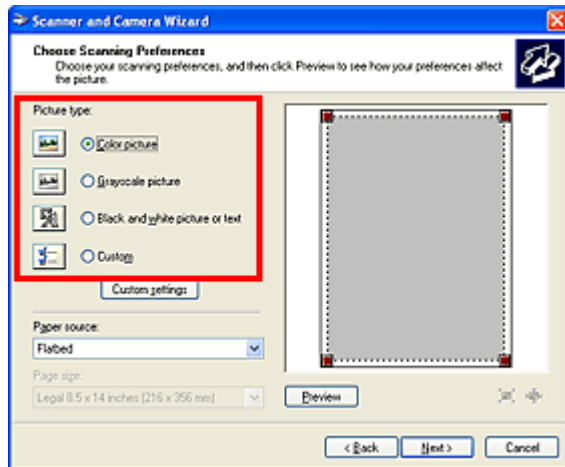 Scanner and Camera Wizard
Choose Scanning Preferences
Choose your scanning preferences, and then click Preview to see how your preferences affect
the picture.
Picture type:
Color picture
Grayscale picture
Black and white picture or text
Custom
Custom settings
Paper source:
Flatbed
Page size:
Legal 8.5 x 14 inches (216 x 356 mm)
Preview
< Back
Next >
Cancel